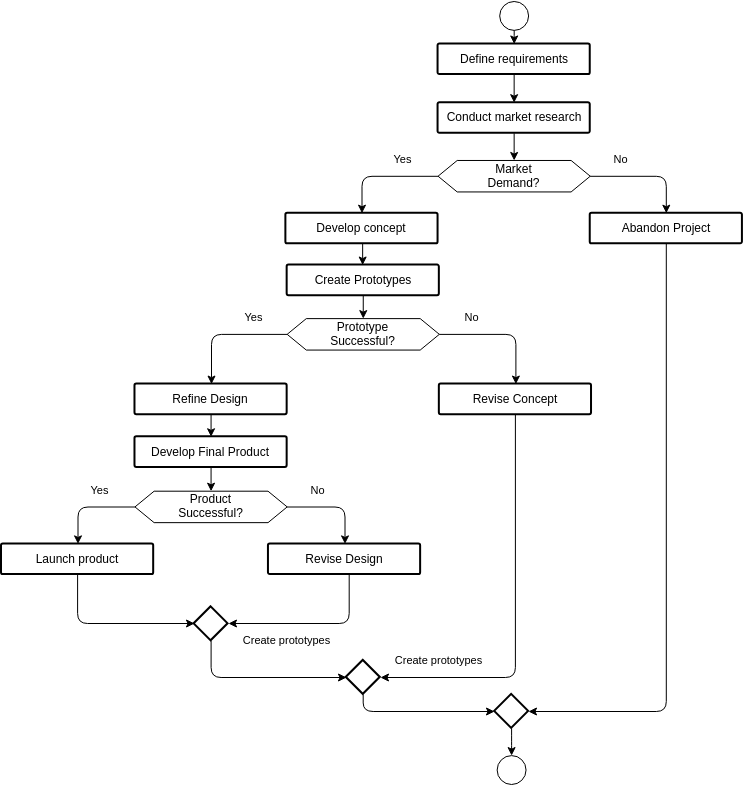 Define requirements
Conduct market research
Yes
Market
Demand?
No
Develop concept
Abandon Project
Create Prototypes
Yes
Prototype
Successful?
No
Refine Design
Revise Concept
Develop Final Product
Yes
Product
Successful?
No
Launch product
Revise Design
Create prototypes
Create prototypes